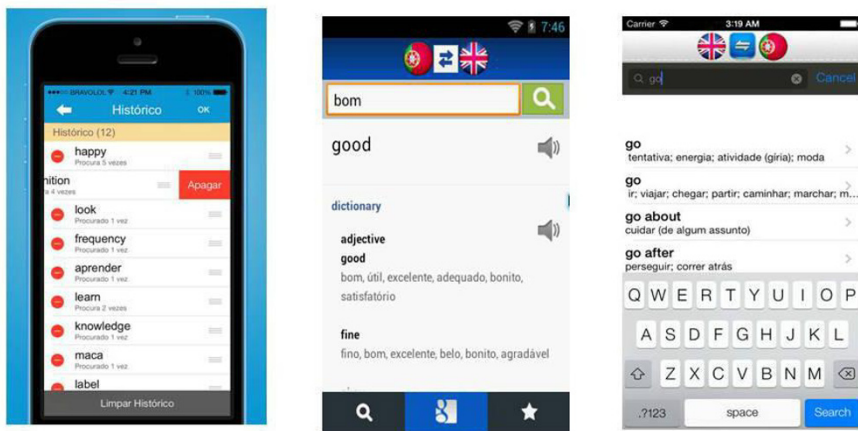 BRAVOLOL 4:21 PM 100%
Histórico OK
Histórico (12)
happy
Procura 5 vezes
nition
a 4 vezes
Apagar
look
Procurado 1 vez
frequency
Procurado 1 vez
aprender
Procurado 1 vez
learn
Procura 2 vezes
knowledge
Procurado 1 vez
maca
Procurado 1 vez
label
Limpar Histórico
7:46
bom
good
dictionary
adjective
good
bom, útil, excelente, adequado, bonito,
satisfatório
fine
fino, bom, excelente, belo, bonito, agradável
Carrier 3:19 AM
go Cancel
go
tentativa; energia; atividade (gíria); moda
go
ir; viajar; chegar; partir; caminhar; marchar; m...
go about
cuidar (de algum assunto)
go after
perseguir; correr atrás
Q W E R T Y U I O P
A S D F G H J K L
Z X C V B N M
.?123 space Search